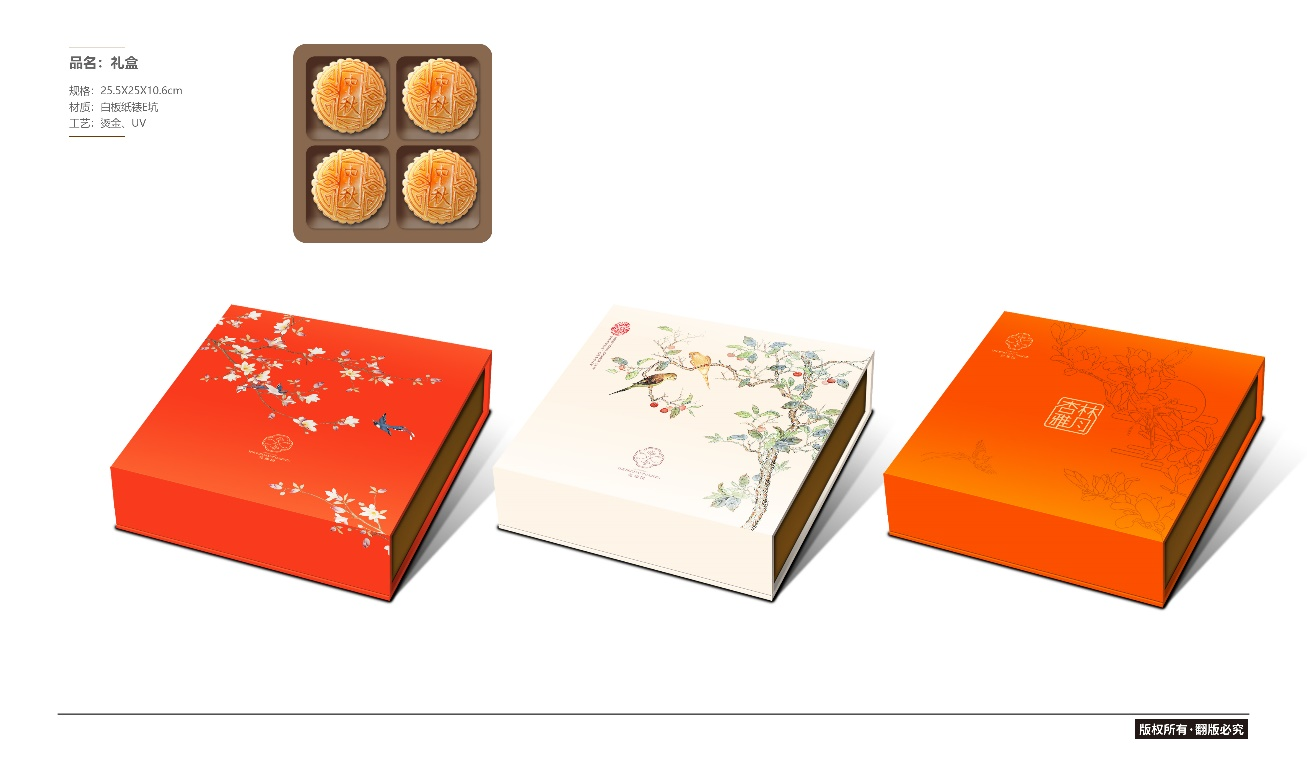 品名：礼盒
规格：25.5X25X10.6cm
材质：白板纸裱E坑
工艺：烫金、UV
中秋
中秋
中秋
中秋
杏林
雅月
版权所有·翻版必究